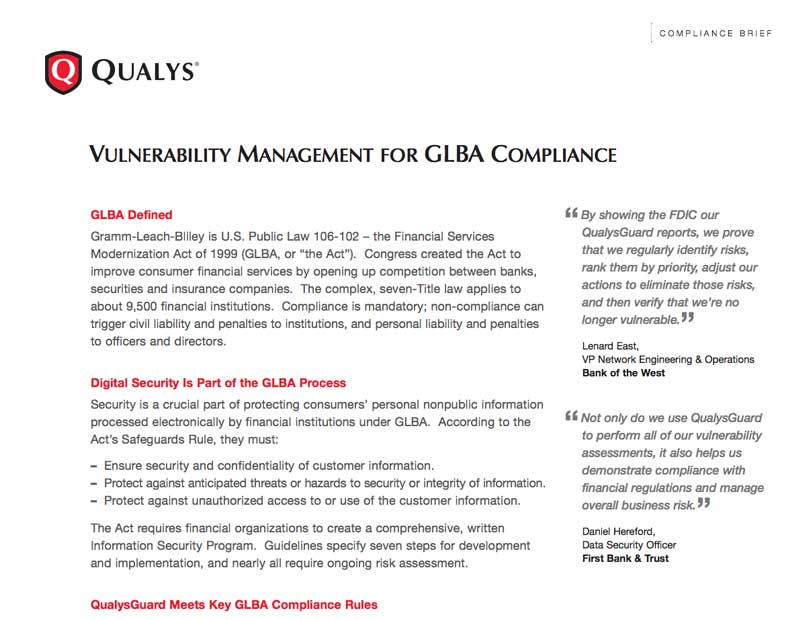 COMPLIANCE BRIEF
Q QUALYS®
VULNERABILITY MANAGEMENT FOR GLBA COMPLIANCE
GLBA Defined
Gramm-Leach-Bliley is U.S. Public Law 106-102 – the Financial Services
Modernization Act of 1999 (GLBA, or “the Act”).  Congress created the Act to
improve consumer financial services by opening up competition between banks,
securities and insurance companies.  The complex, seven-Title law applies to
about 9,500 financial institutions.  Compliance is mandatory; non-compliance can
trigger civil liability and penalties to institutions, and personal liability and penalties
to officers and directors.
Digital Security Is Part of the GLBA Process
Security is a crucial part of protecting consumers’ personal nonpublic information
processed electronically by financial institutions under GLBA.  According to the
Act’s Safeguards Rule, they must:
– Ensure security and confidentiality of customer information.
– Protect against anticipated threats or hazards to security or integrity of information.
– Protect against unauthorized access to or use of the customer information.
The Act requires financial organizations to create a comprehensive, written
Information Security Program.  Guidelines specify seven steps for development
and implementation, and nearly all require ongoing risk assessment.
QualysGuard Meets Key GLBA Compliance Rules
“By showing the FDIC our
QualysGuard reports, we prove
that we regularly identify risks,
rank them by priority, adjust our
actions to eliminate those risks,
and then verify that we’re no
longer vulnerable.”
Lenard East,
VP Network Engineering & Operations
Bank of the West
“Not only do we use QualysGuard
to perform all of our vulnerability
assessments, it also helps us
demonstrate compliance with
financial regulations and manage
overall business risk.”
Daniel Hereford,
Data Security Officer
First Bank & Trust